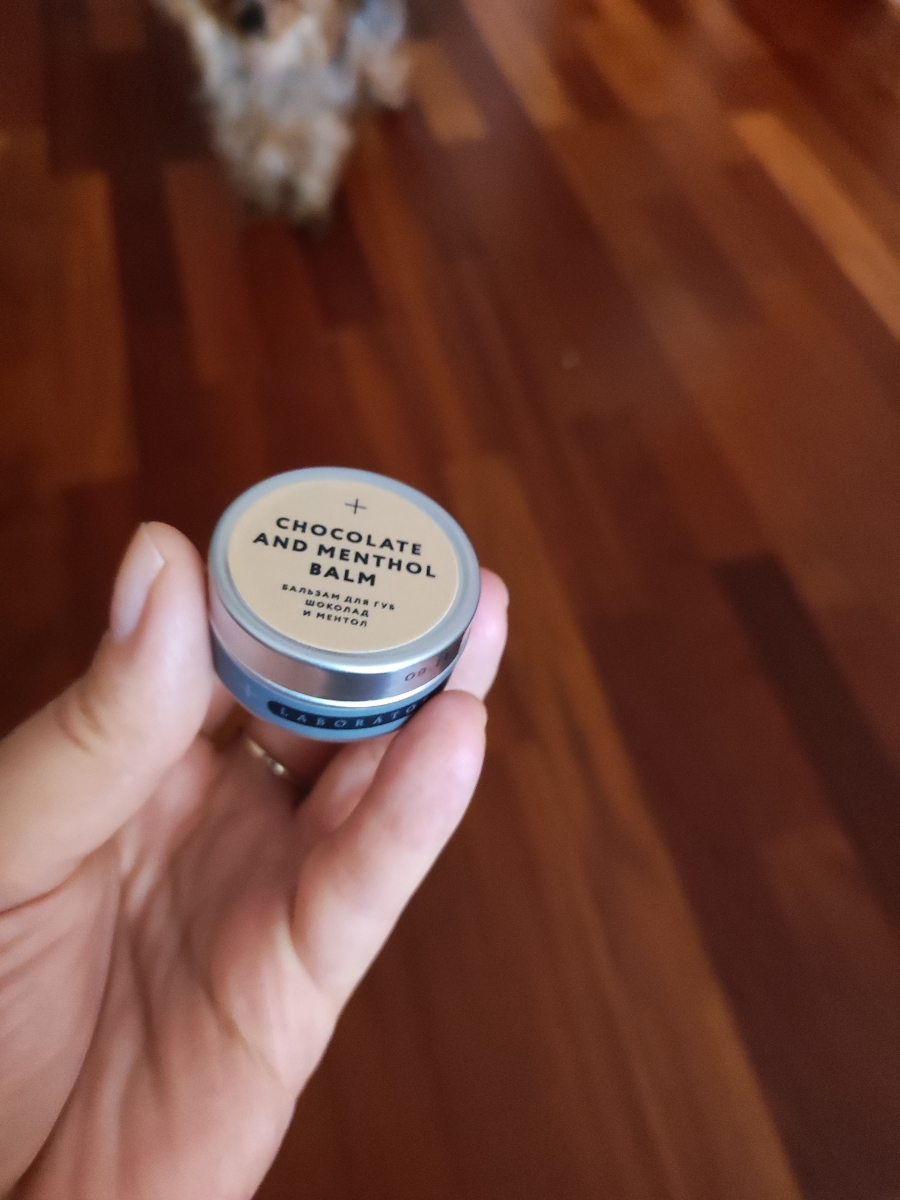 +
CHOCOLATE
AND MENTHOL
BALM
БАЛЬЗАМ ДЛЯ ГУБ
ШОКОЛАД
И МЕНТОЛ